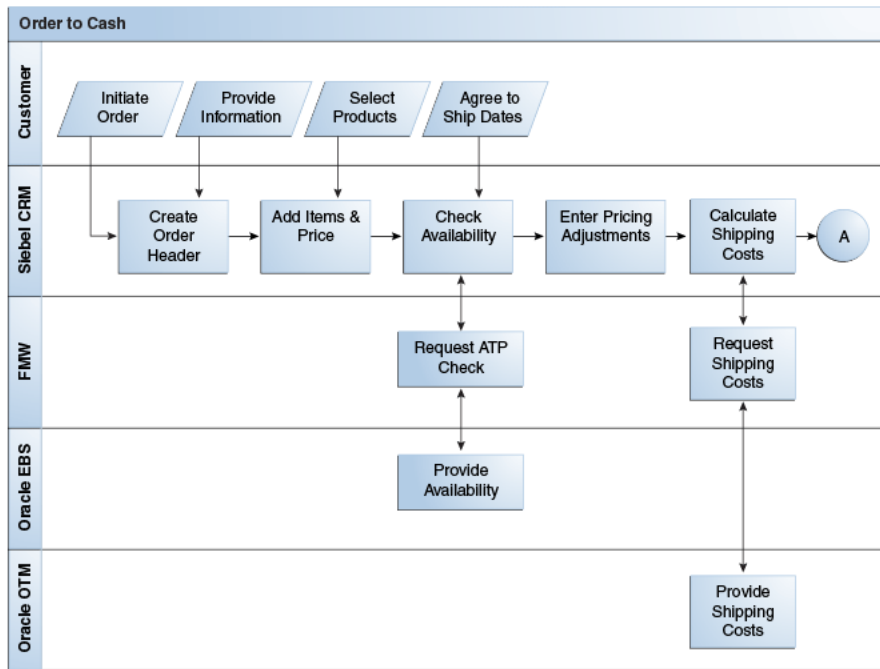 Order to Cash
Customer
Initiate
Order
Provide
Information
Select
Products
Agree to
Ship Dates
Siebel CRM
Create
Order
Header
Add Items &
Price
Check
Availability
Enter Pricing
Adjustments
Calculate
Shipping
Costs
A
FMW
Request ATP
Check
Request
Shipping
Costs
Oracle EBS
Provide
Availability
Oracle OTM
Provide
Shipping
Costs